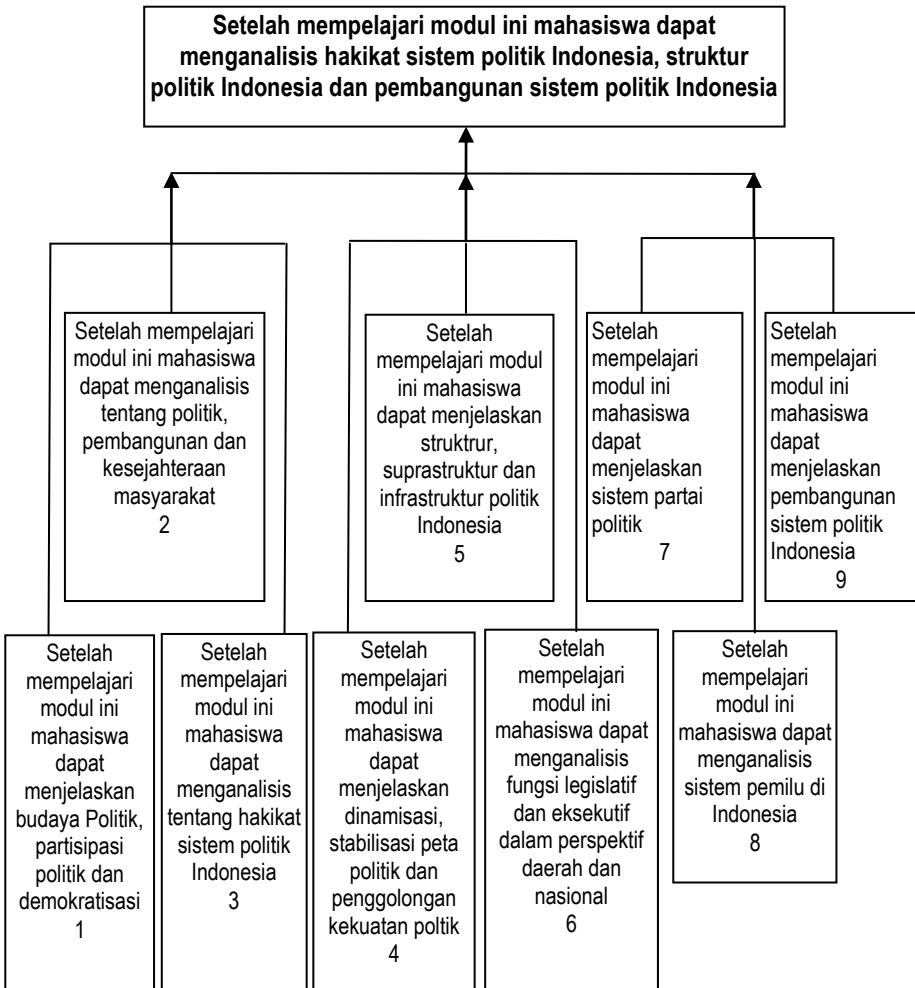 Setelah mempelajari modul ini mahasiswa dapat
menganalisis hakikat sistem politik Indonesia, struktur
politik Indonesia dan pembangunan sistem politik Indonesia
Setelah mempelajari
modul ini mahasiswa
dapat menganalisis
tentang politik,
pembangunan dan
kesejahteraan
masyarakat
2
Setelah
mempelajari modul
ini mahasiswa
dapat menjelaskan
struktrur,
suprastruktur dan
infrastruktur politik
Indonesia
5
Setelah
mempelajari
modul ini
mahasiswa
dapat
menjelaskan
sistem partai
politik
7
Setelah
mempelajari
modul ini
mahasiswa
dapat
menjelaskan
pembangunan
sistem politik
Indonesia
9
Setelah
mempelajari
modul ini
mahasiswa
dapat
menjelaskan
budaya Politik,
partisipasi
politik dan
demokratisasi
1
Setelah
mempelajari
modul ini
mahasiswa
dapat
menganalisis
tentang hakikat
sistem politik
Indonesia
3
Setelah
mempelajari
modul ini
mahasiswa
dapat
menjelaskan
dinamisasi,
stabilisasi peta
politik dan
penggolongan
kekuatan poltik
4
Setelah
mempelajari
modul ini
mahasiswa dapat
menganalisis
fungsi legislatif
dan eksekutif
dalam perspektif
daerah dan
nasional
6
Setelah
mempelajari
modul ini
mahasiswa dapat
menganalisis
sistem pemilu di
Indonesia
8